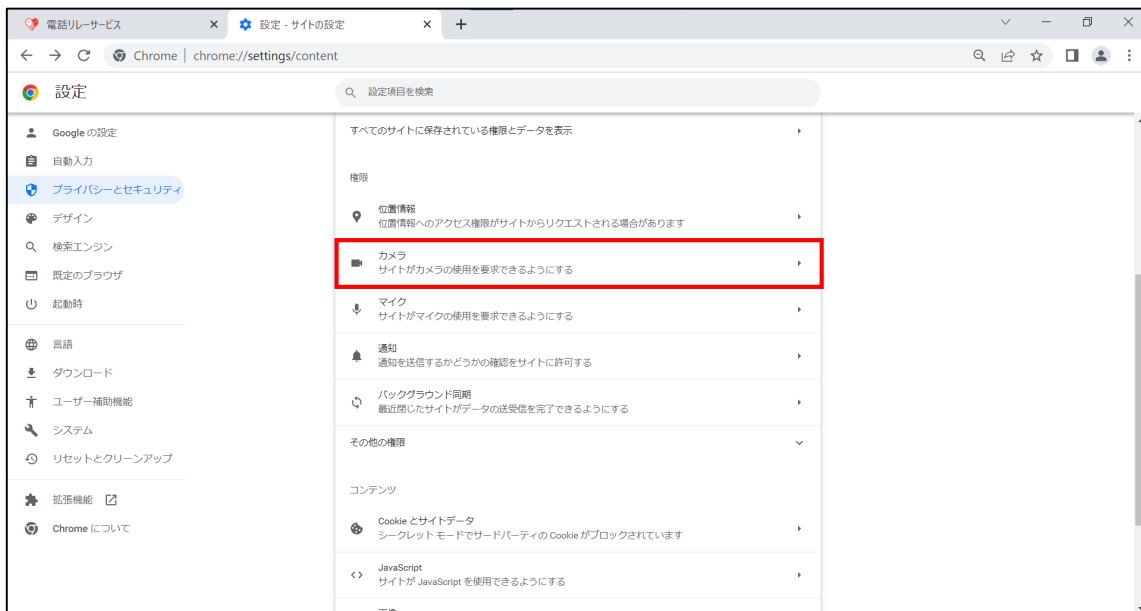 電話リレーサービス
設定 - サイトの設定
Chrome | chrome://settings/content
設定
設定項目を検索
Google の設定
自動入力
プライバシーとセキュリティ
デザイン
検索エンジン
既定のブラウザ
起動時
言語
ダウンロード
ユーザー補助機能
システム
リセットとクリーンアップ
拡張機能
Chrome について
すべてのサイトに保存されている権限とデータを表示
権限
位置情報
位置情報へのアクセス権限がサイトからリクエストされる場合があります
カメラ
サイトがカメラの使用を要求できるようにする
マイク
サイトがマイクの使用を要求できるようにする
通知
通知を送信するかどうかの確認をサイトに許可する
バックグラウンド同期
最近閉じたサイトがデータの送受信を完了できるようにする
その他の権限
コンテンツ
Cookie とサイトデータ
シークレット モードでサードパーティの Cookie がブロックされています
JavaScript
サイトが JavaScript を使用できるようにする